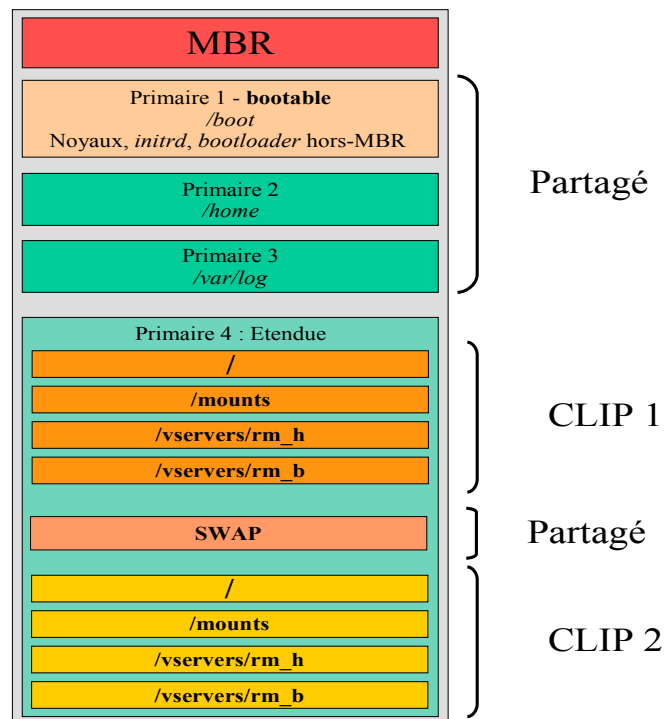 MBR
Primaire 1 - bootable
/boot
Noyaux, initrd, bootloader hors-MBR
Primaire 2
/home
Primaire 3
/var/log
Partagé
Primaire 4 : Etendue
/
/mounts
/vservers/rm_h
/vservers/rm_b
CLIP 1
SWAP
Partagé
/
/mounts
/vservers/rm_h
/vservers/rm_b
CLIP 2